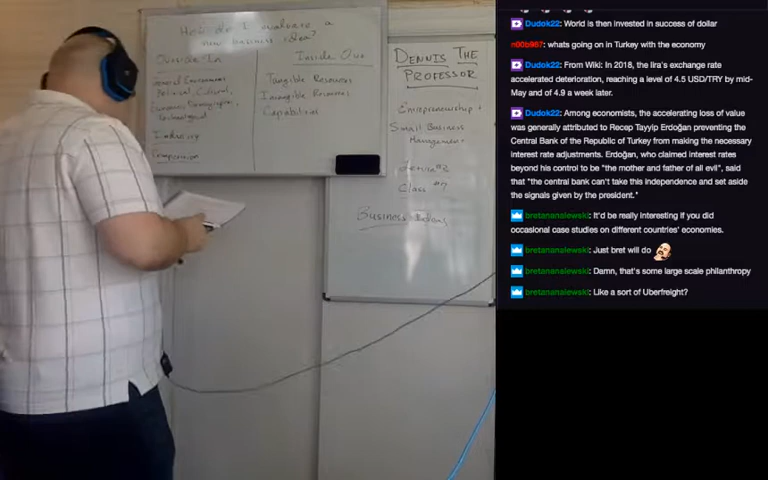 How do I evaluate a
new business idea?
Outside In
Inside Out
General Environment
Political, Cultural,
Economic, Demographic,
Technological
Industry
Competition
Tangible Resources
Intangible Resources
Capabilities
DENNIS THE
PROFESSOR
Entrepreneurship +
Small Business
Management
Class #7
Business Ideas
Dudok22: World is then invested in success of dollar
n00b987: whats going on in Turkey with the economy
Dudok22: From Wiki: In 2018, the lira's exchange rate
accelerated deterioration, reaching a level of 4.5 USD/TRY by mid-
May and of 4.9 a week later.
Dudok22: Among economists, the accelerating loss of value
was generally attributed to Recep Tayyip Erdoğan preventing the
Central Bank of the Republic of Turkey from making the necessary
interest rate adjustments. Erdoğan, who claimed interest rates
beyond his control to be "the mother and father of all evil", said
that "the central bank can't take this independence and set aside
the signals given by the president."
bretananalewski: It'd be really interesting if you did
occasional case studies on different countries' economies.
bretananalewski: Just bret will do
bretananalewski: Damn, that's some large scale philanthropy
bretananalewski: Like a sort of Uberfreight?